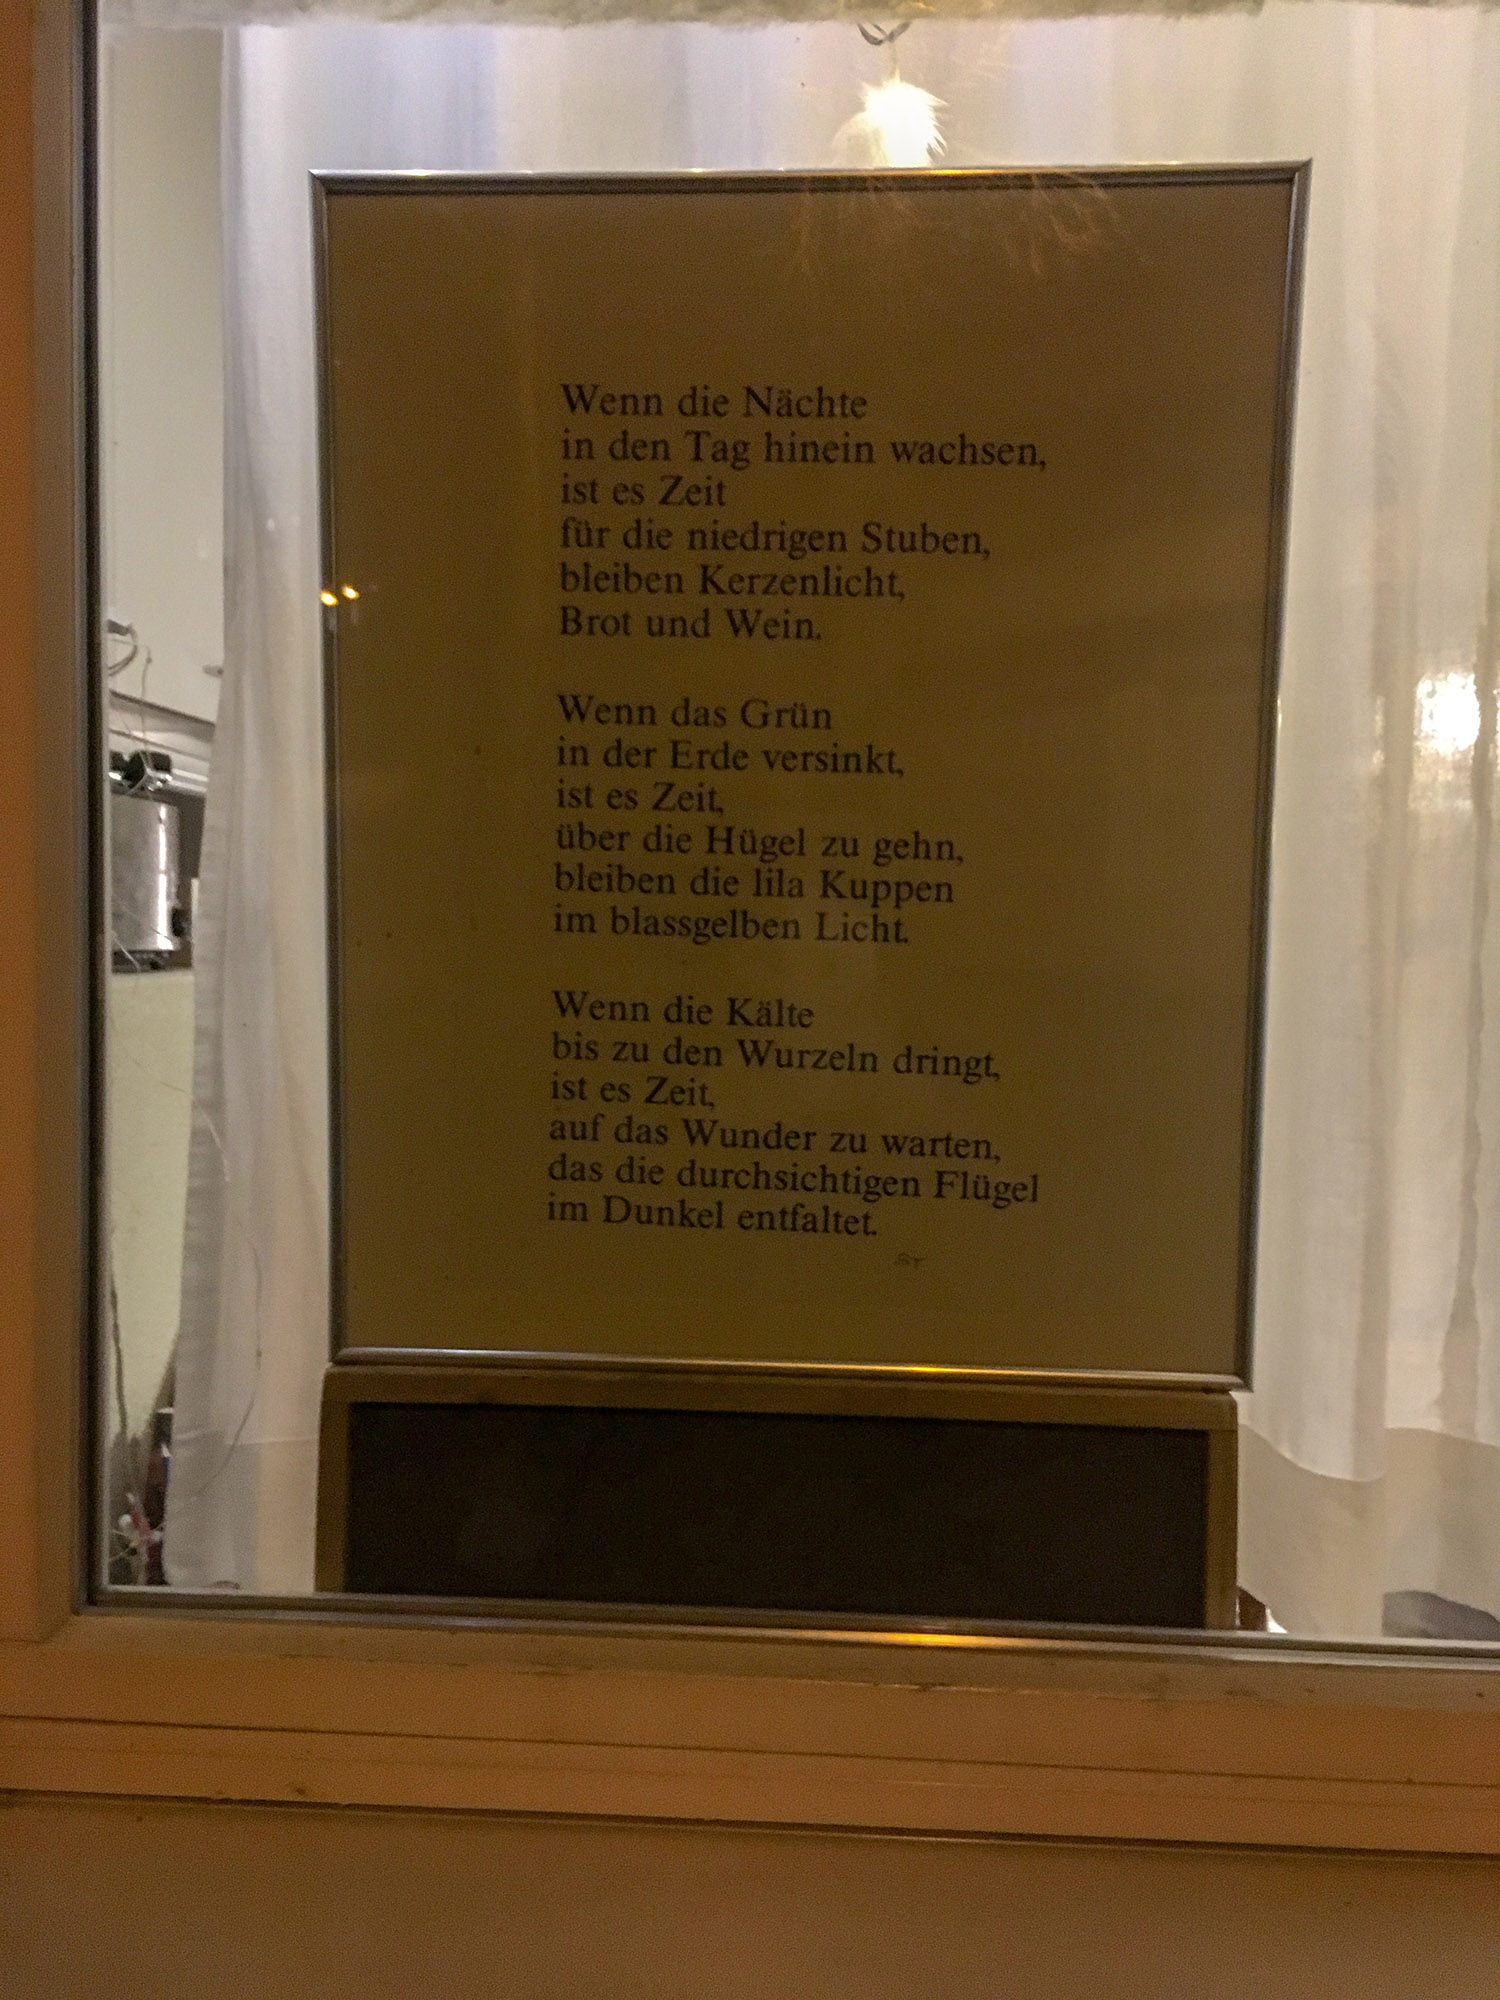 Wenn die Nächte
in den Tag hinein wachsen,
ist es Zeit
für die niedrigen Stuben,
bleiben Kerzenlicht,
Brot und Wein.
Wenn das Grün
in der Erde versinkt,
ist es Zeit,
über die Hügel zu gehn,
bleiben die lila Kuppen
im blassgelben Licht.
Wenn die Kälte
bis zu den Wurzeln dringt,
ist es Zeit,
auf das Wunder zu warten,
das die durchsichtigen Flügel
im Dunkel entfaltet.
ST